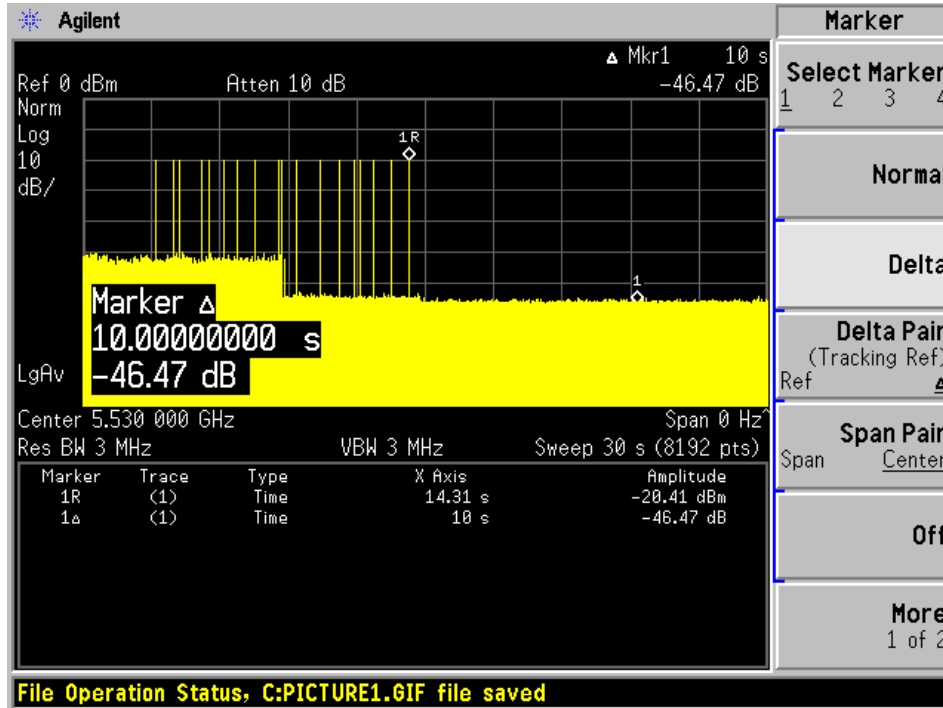 Agilent
Marker
Δ Mkr1 10 s
Ref 0 dBm Atten 10 dB -46.47 dB
Norm
Log
10
dB/
1R
1
Marker Δ
10.00000000 s
-46.47 dB
LgAv
Center 5.530 000 GHz Span 0 Hz^
Res BW 3 MHz VBW 3 MHz Sweep 30 s (8192 pts)
Marker Trace Type X Axis Amplitude
1R (1) Time 14.31 s -20.41 dBm
1Δ (1) Time 10 s -46.47 dB
Select Marker
1 2 3 4
Norma
Delta
Delta Pair
(Tracking Ref)
Ref Δ
Span Pair
Span Center
Off
More
1 of 2
File Operation Status, C:PICTURE1.GIF file saved